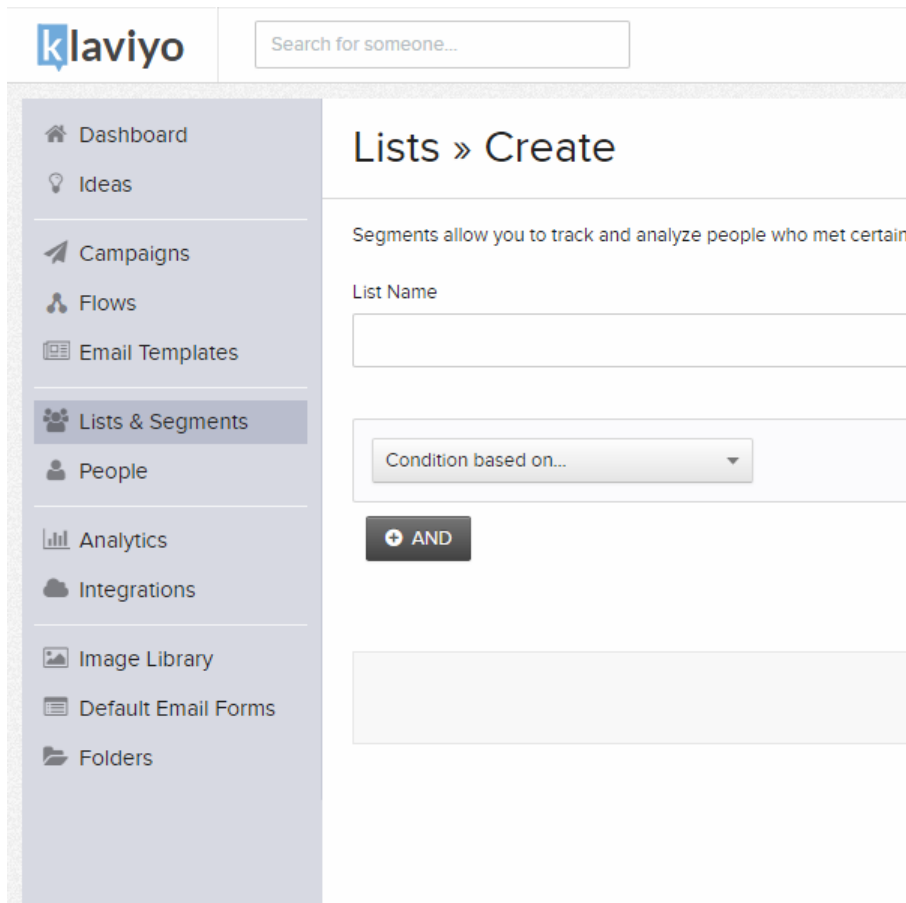 klaviyo
Search for someone...
Dashboard
Ideas
Campaigns
Flows
Email Templates
Lists & Segments
People
Analytics
Integrations
Image Library
Default Email Forms
Folders
Lists » Create
Segments allow you to track and analyze people who met certain
List Name
Condition based on...
AND